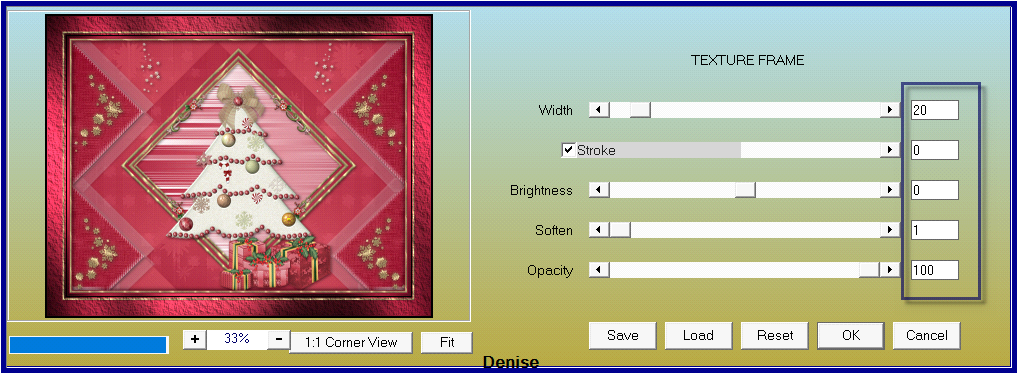 TEXTURE FRAME
Width 20
Stroke 0
Brightness 0
Soften 1
Opacity 100
+ 33% - 1:1 Corner View Fit
Save Load Reset OK Cancel
Denise